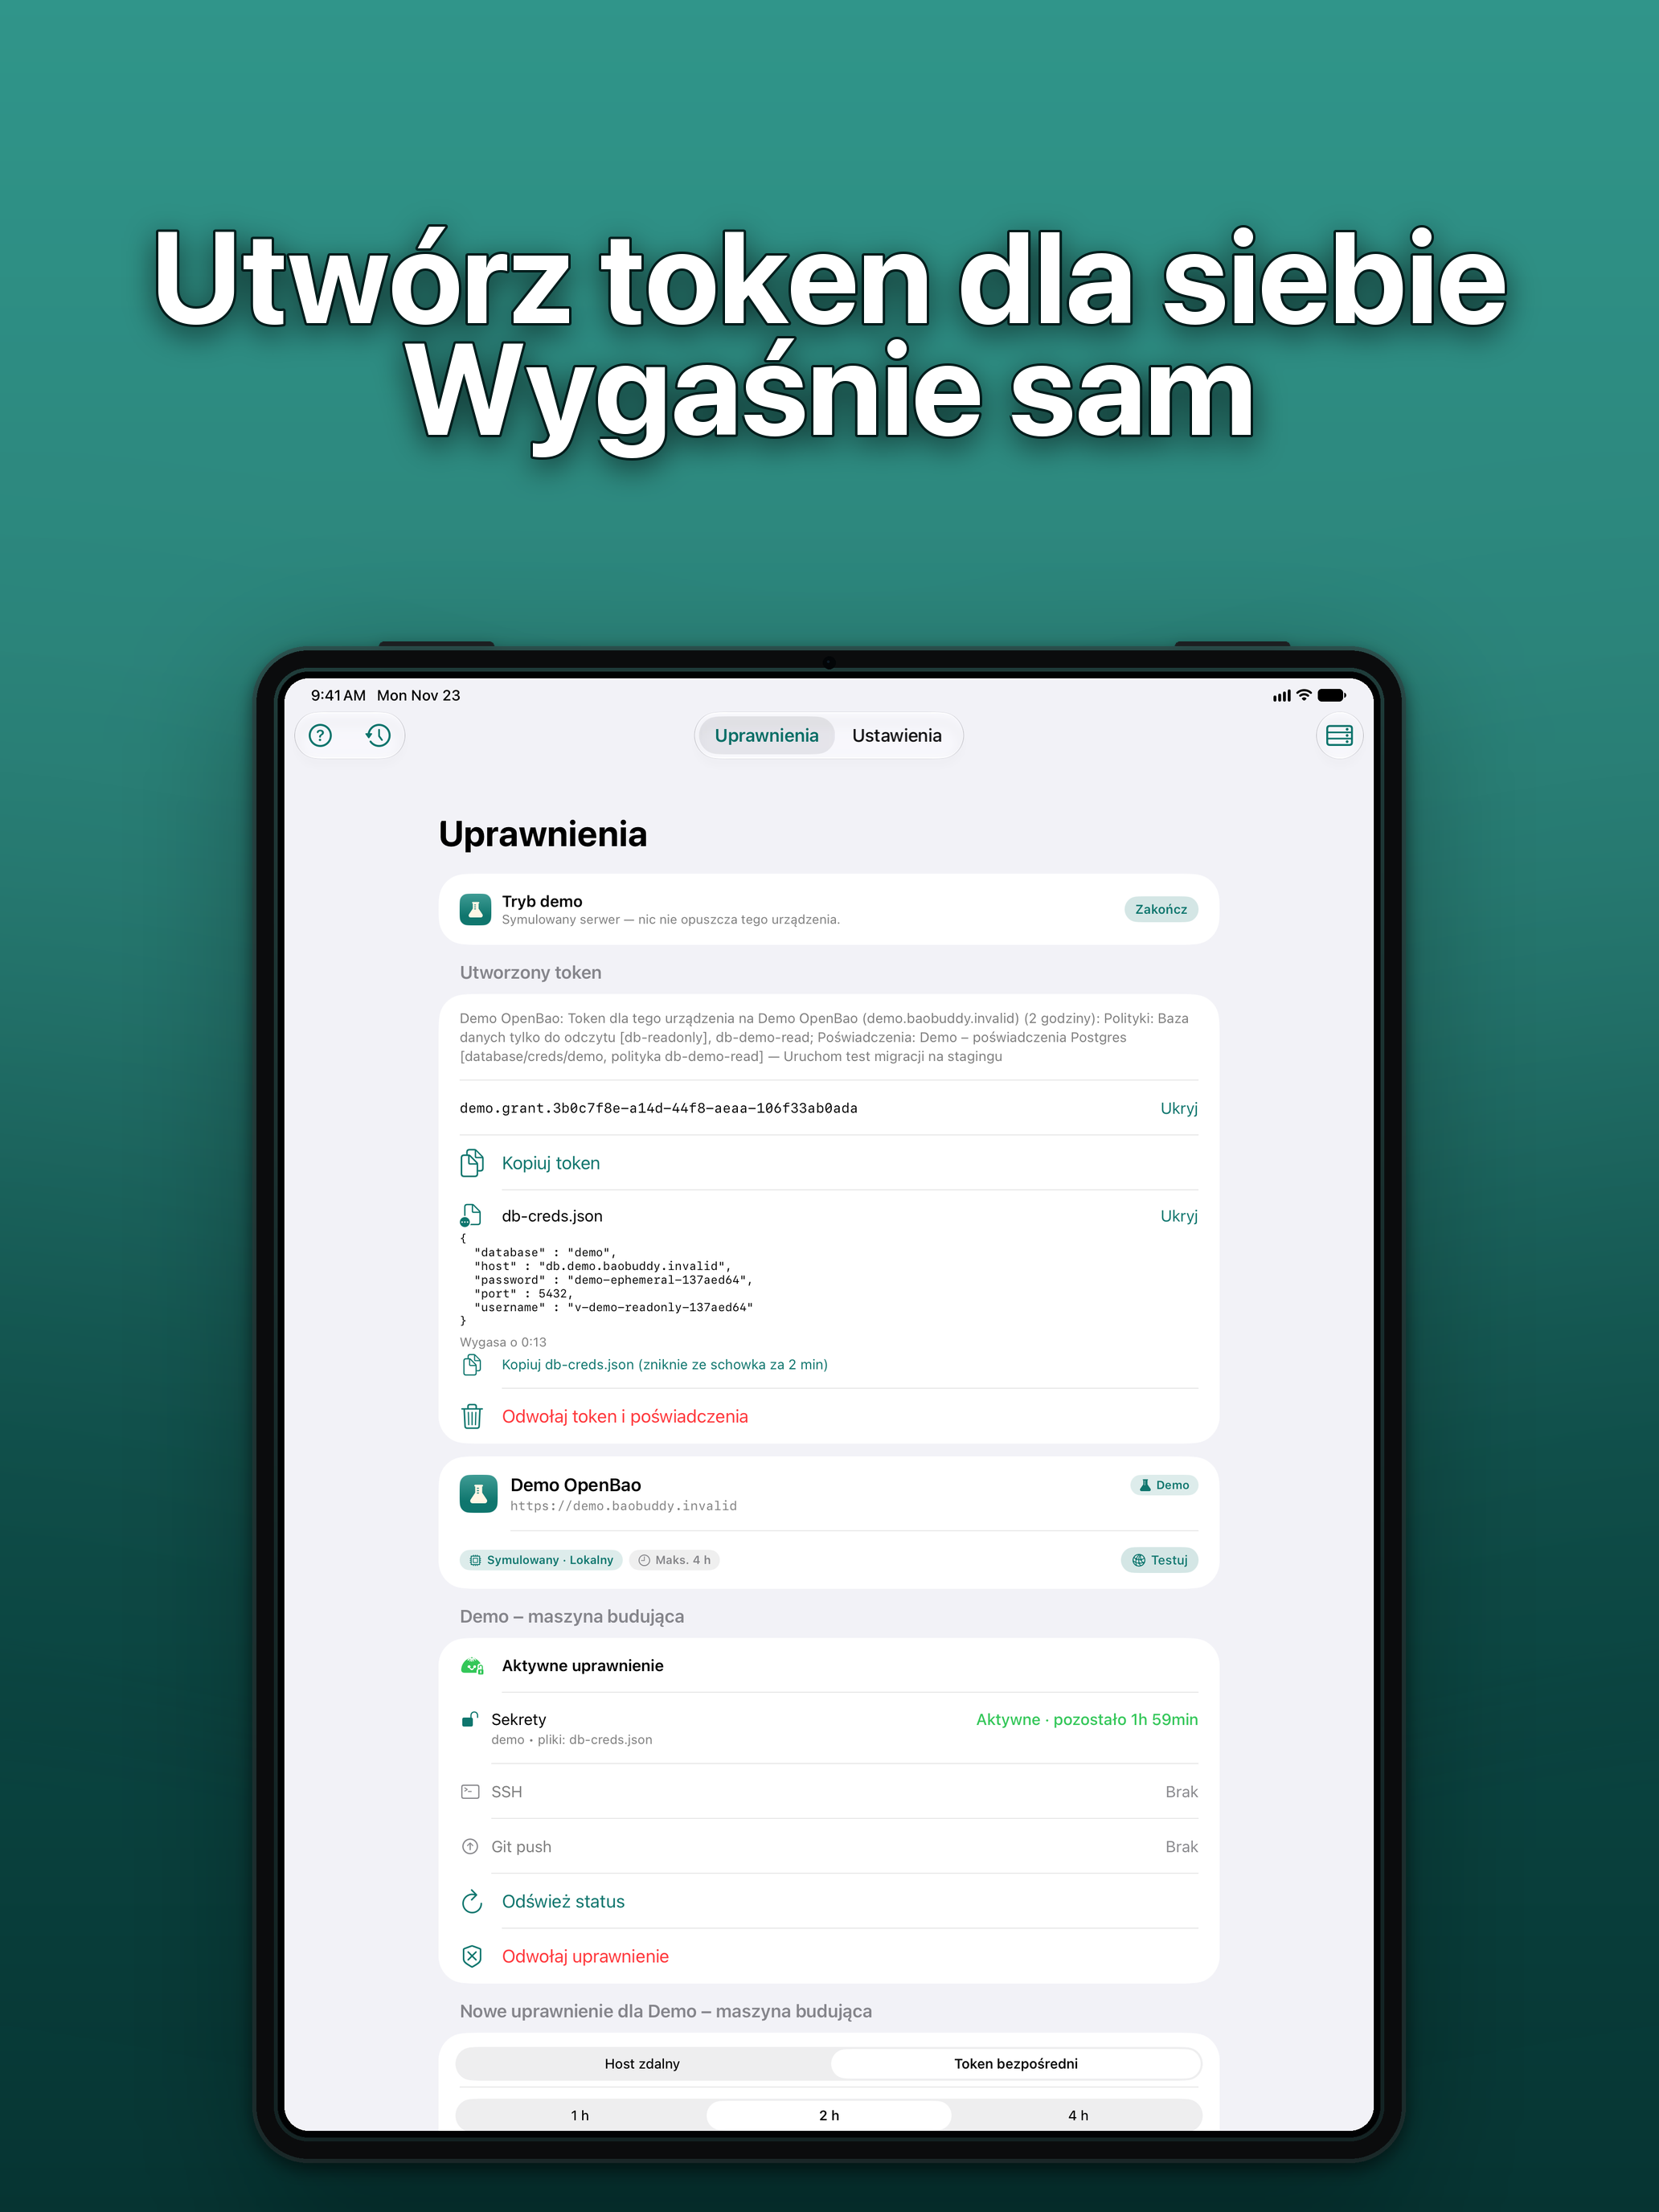 Utwórz token dla siebie
Wygaśnie sam
9:41 AM Mon Nov 23
Uprawnienia Ustawienia
Uprawnienia
Tryb demo
Symulowany serwer — nic nie opuszcza tego urządzenia.
Zakończ
Utworzony token
Demo OpenBao: Token dla tego urządzenia na Demo OpenBao (demo.baobuddy.invalid) (2 godziny): Polityki: Baza
danych tylko do odczytu [db-readonly], db-demo-read; Poświadczenia: Demo – poświadczenia Postgres
[database/creds/demo, polityka db-demo-read] — Uruchom test migracji na stagingu
demo.grant.3b0c7f8e-a14d-44f8-aeaa-106f33ab0ada Ukryj
Kopiuj token
db-creds.json Ukryj
{
"database" : "demo",
"host" : "db.demo.baobuddy.invalid",
"password" : "demo-ephemeral-137aed64",
"port" : 5432,
"username" : "v-demo-readonly-137aed64"
}
Wygasa o 0:13
Kopiuj db-creds.json (zniknie ze schowka za 2 min)
Odwołaj token i poświadczenia
Demo OpenBao Demo
https://demo.baobuddy.invalid
Symulowany · Lokalny Maks. 4 h Testuj
Demo – maszyna budująca
Aktywne uprawnienie
Sekrety Aktywne · pozostało 1h 59min
demo • pliki: db-creds.json
SSH Brak
Git push Brak
Odśwież status
Odwołaj uprawnienie
Nowe uprawnienie dla Demo – maszyna budująca
Host zdalny Token bezpośredni
1 h 2 h 4 h